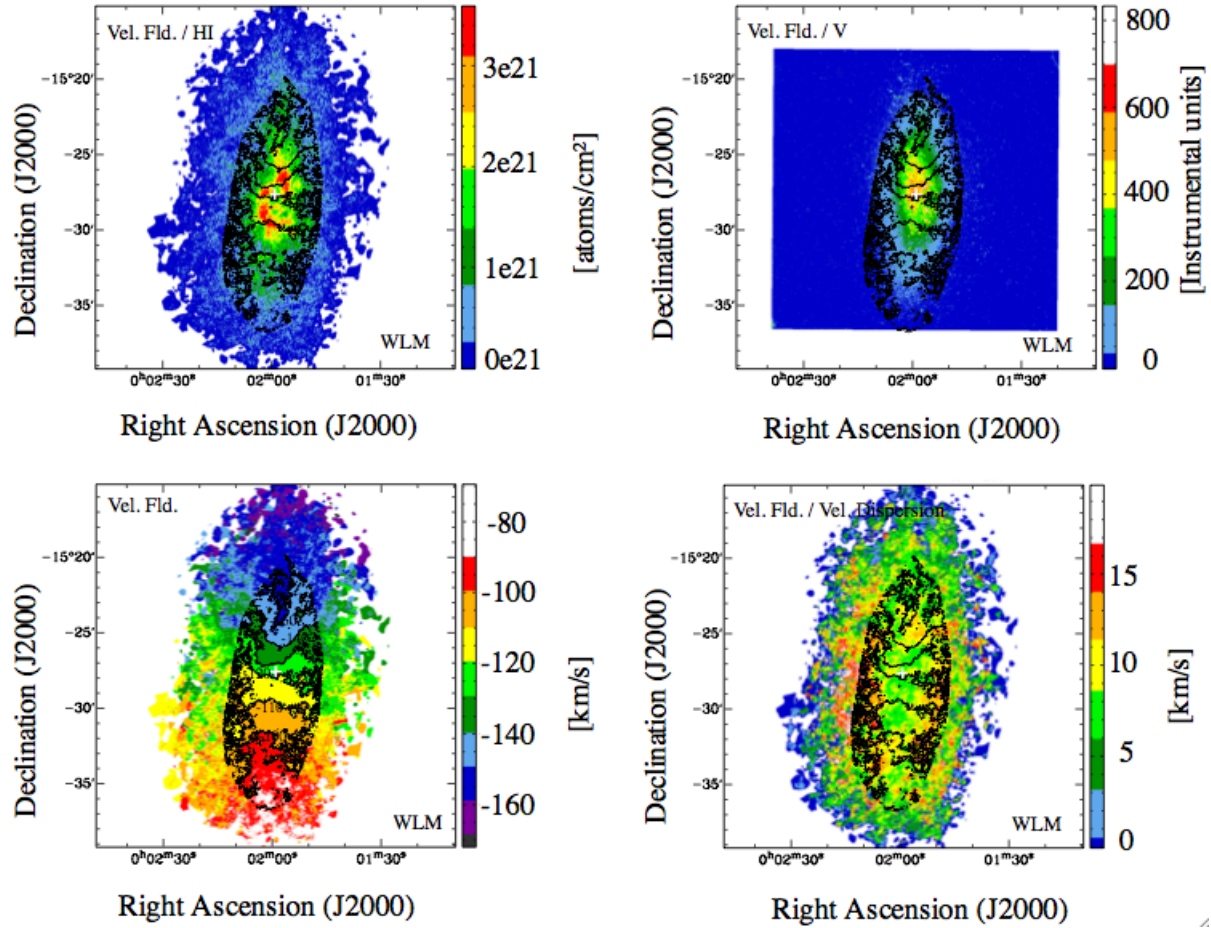 Vel. Fld. / HI
−15°20'
−25'
−30'
−35'
Declination (J2000)
WLM
0ʰ02ᵐ30ˢ 02ᵐ00ˢ 01ᵐ30ˢ
Right Ascension (J2000)
3e21
2e21
1e21
0e21
[atoms/cm²]
Vel. Fld. / V
−15°20'
−25'
−30'
−35'
Declination (J2000)
WLM
0ʰ02ᵐ30ˢ 02ᵐ00ˢ 01ᵐ30ˢ
Right Ascension (J2000)
800
600
400
200
0
[Instrumental units]
Vel. Fld.
−15°20'
−25'
−30'
−35'
Declination (J2000)
WLM
0ʰ02ᵐ30ˢ 02ᵐ00ˢ 01ᵐ30ˢ
Right Ascension (J2000)
-80
-100
-120
-140
-160
[km/s]
Vel. Fld. / Vel. Dispersion
−15°20'
−25'
−30'
−35'
Declination (J2000)
WLM
0ʰ02ᵐ30ˢ 02ᵐ00ˢ 01ᵐ30ˢ
Right Ascension (J2000)
15
10
5
0
[km/s]